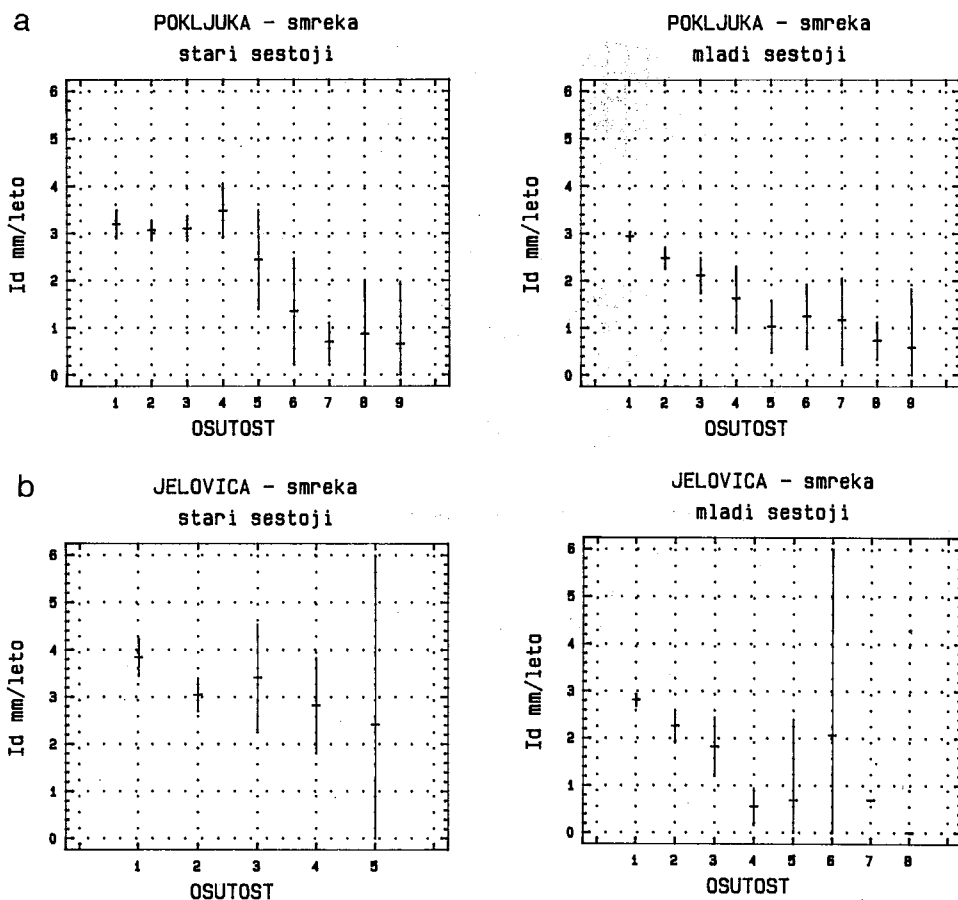 a
POKLJUKA - smreka
stari sestoji
6
5
4
3
2
1
0
Id mm/leto
1 2 3 4 5 6 7 8 9
OSUTOST
POKLJUKA - smreka
mladi sestoji
6
5
4
3
2
1
0
Id mm/leto
1 2 3 4 5 6 7 8 9
OSUTOST
b
JELOVICA - smreka
stari sestoji
6
5
4
3
2
1
0
Id mm/leto
1 2 3 4 5
OSUTOST
JELOVICA - smreka
mladi sestoji
6
5
4
3
2
1
0
Id mm/leto
1 2 3 4 5 6 7 8
OSUTOST